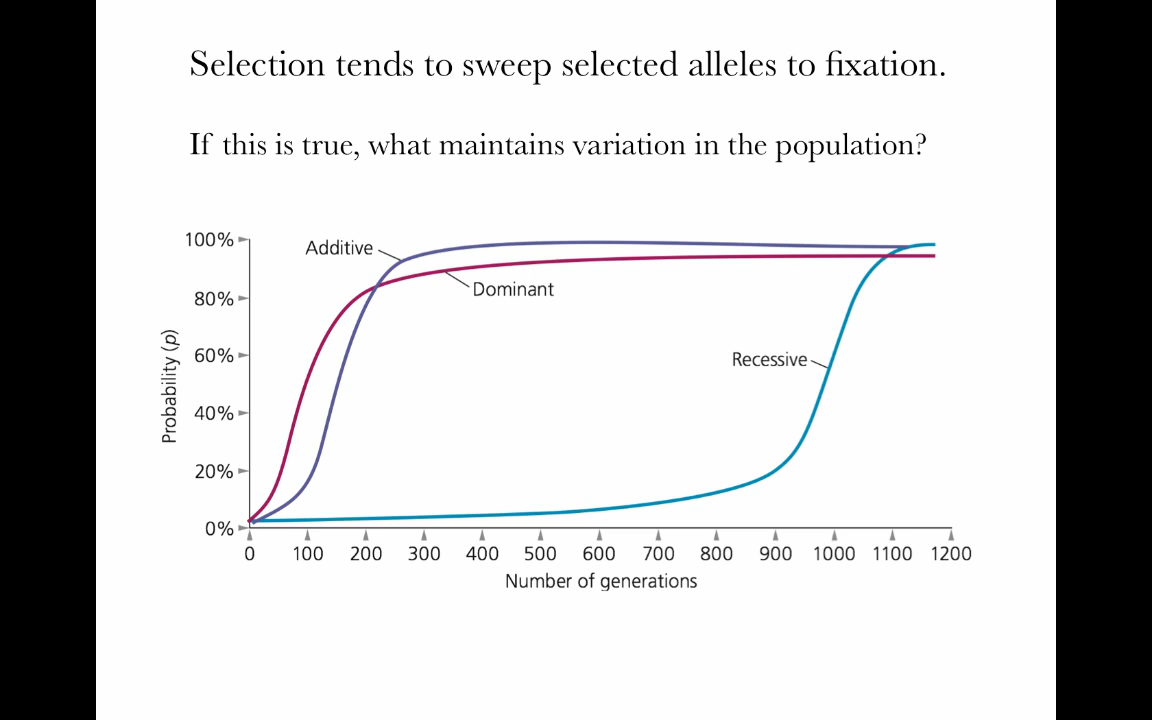 Selection tends to sweep selected alleles to fixation.
If this is true, what maintains variation in the population?
100%
80%
60%
40%
20%
0%
Probability (p)
Additive
Dominant
Recessive
0 100 200 300 400 500 600 700 800 900 1000 1100 1200
Number of generations